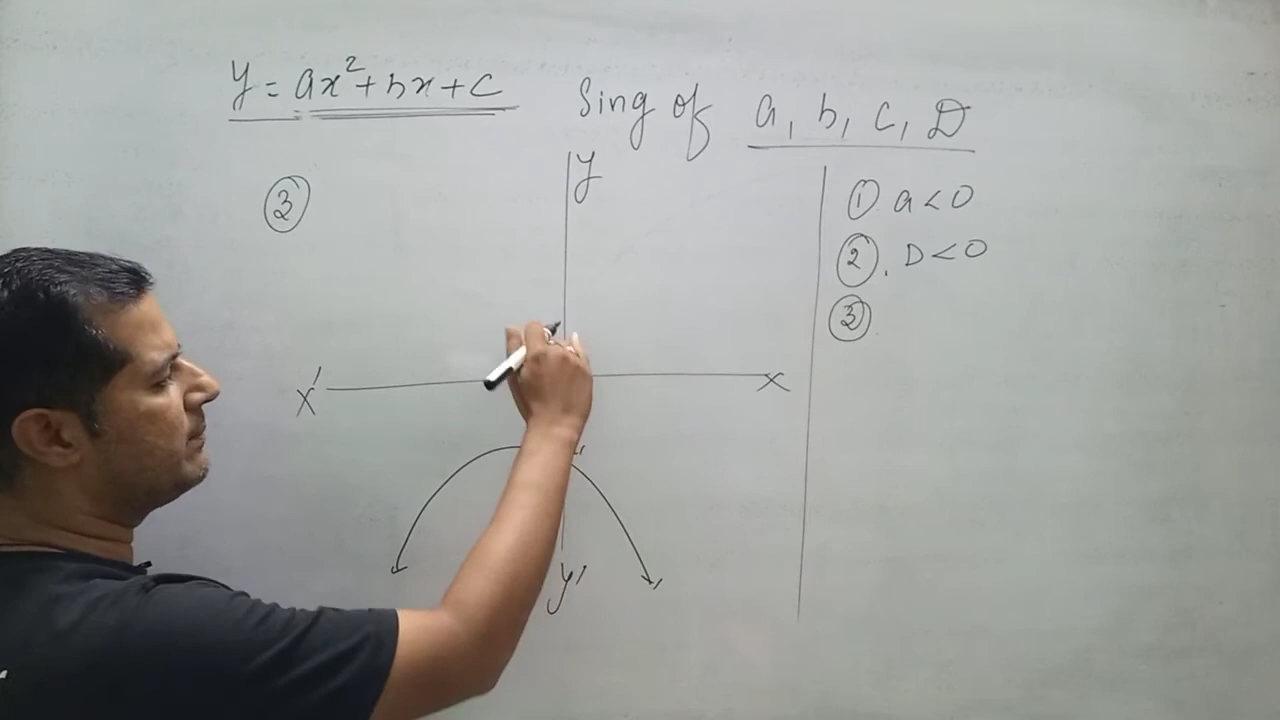 y = ax²+bx+c
Sing of a, b, c, D
③
y
① a<0
②. D<0
③.
x'
x
y'